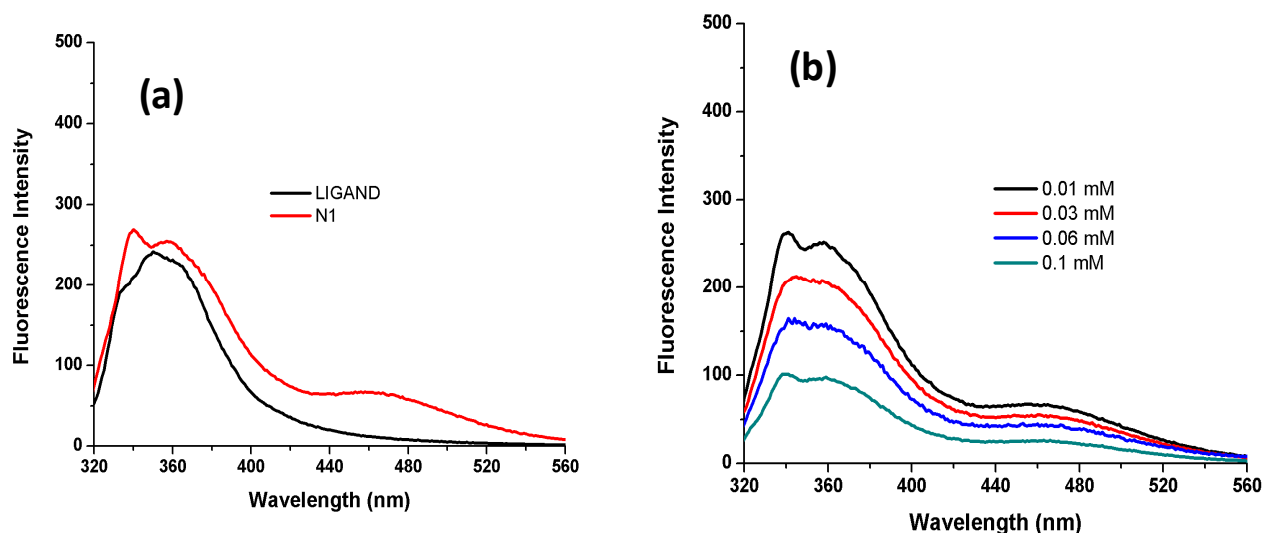 (a)
Fluorescence Intensity
500
400
300
200
100
0
LIGAND
N1
320 360 400 440 480 520 560
Wavelength (nm)
(b)
Fluorescence Intensity
500
400
300
200
100
0
0.01 mM
0.03 mM
0.06 mM
0.1 mM
320 360 400 440 480 520 560
Wavelength (nm)